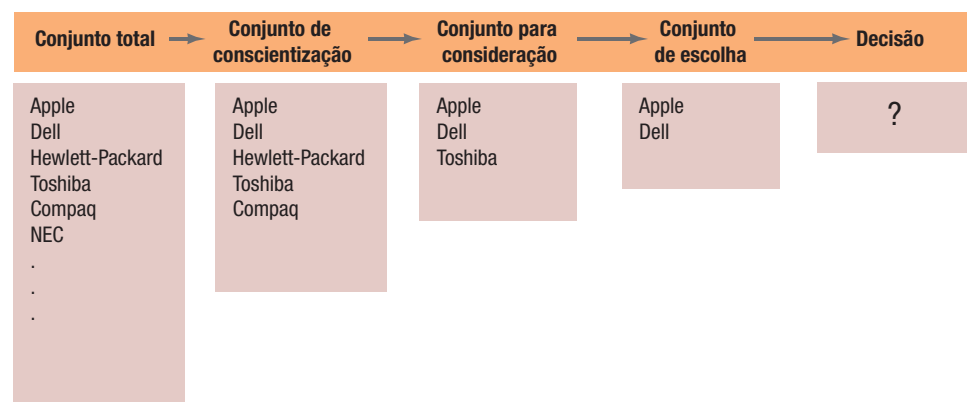 Conjunto total
Conjunto de
conscientização
Conjunto para
consideração
Conjunto
de escolha
Decisão
Apple
Dell
Hewlett-Packard
Toshiba
Compaq
NEC
.
.
.
Apple
Dell
Hewlett-Packard
Toshiba
Compaq
Apple
Dell
Toshiba
Apple
Dell
?